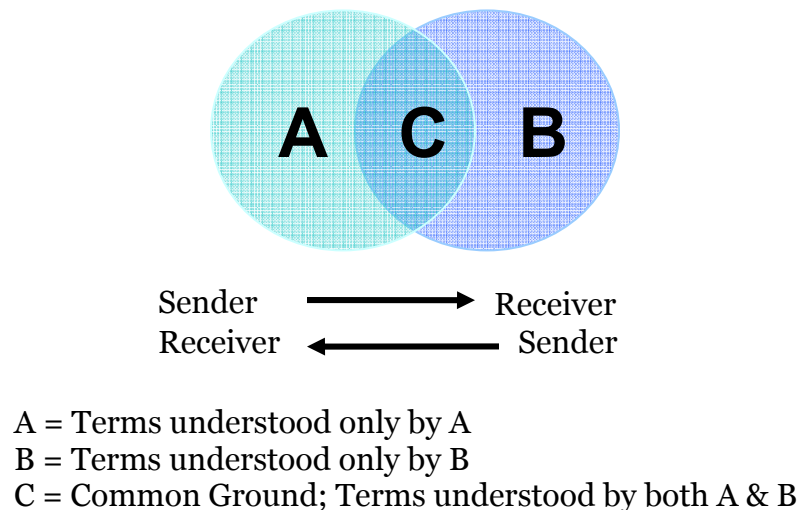 A C B
Sender Receiver
Receiver Sender
A = Terms understood only by A
B = Terms understood only by B
C = Common Ground; Terms understood by both A & B